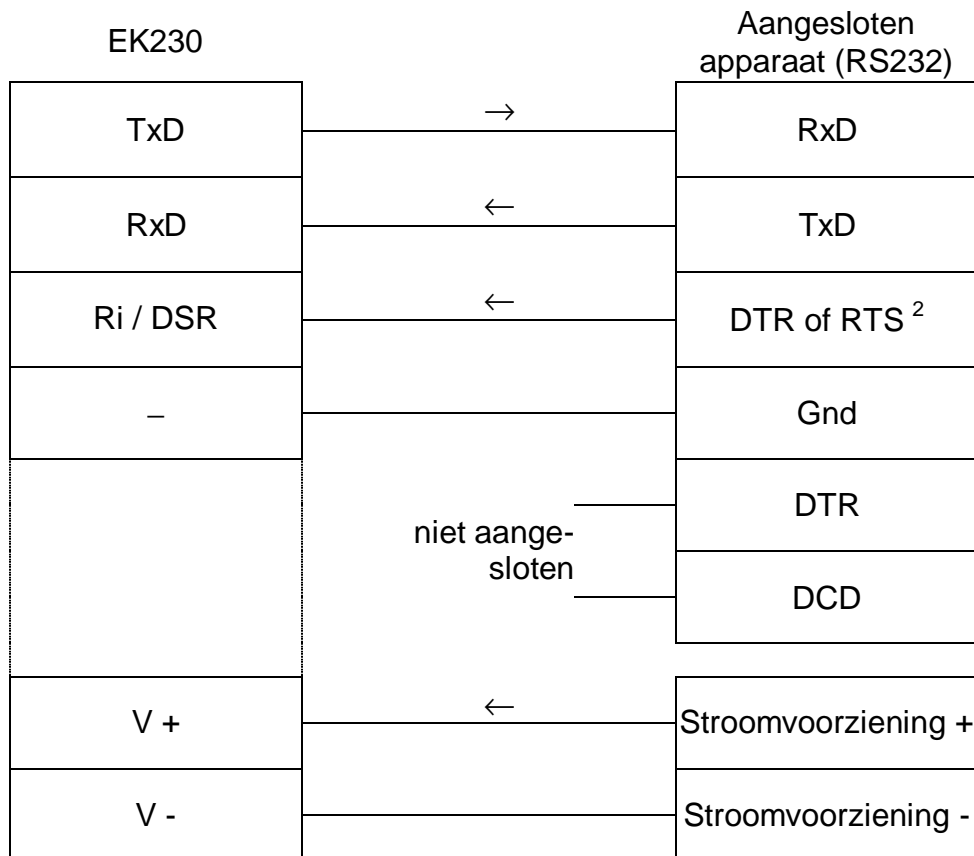 EK230
Aangesloten
apparaat (RS232)
TxD
→
RxD
RxD
←
TxD
Ri / DSR
←
DTR of RTS ²
–
Gnd
DTR
niet aange-
sloten
DCD
V +
←
Stroomvoorziening +
V -
Stroomvoorziening -